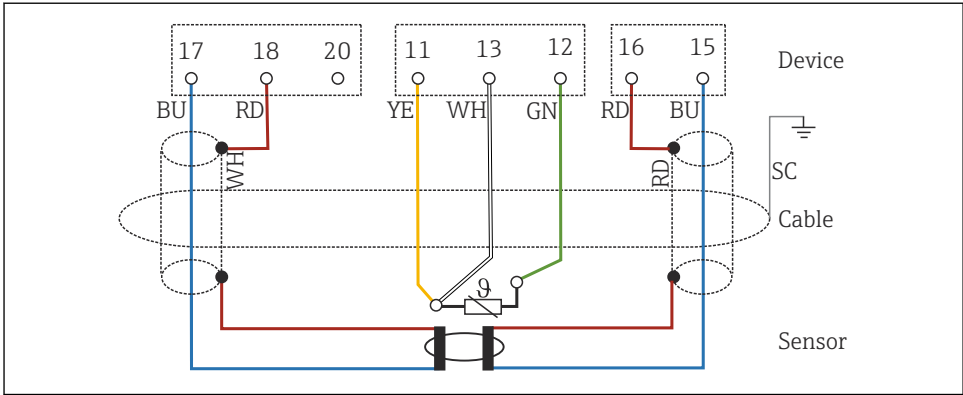 17 18 20 11 13 12 16 15
Device
BU RD YE WH GN RD BU
WH
RD
SC
Cable
ϑ
Sensor